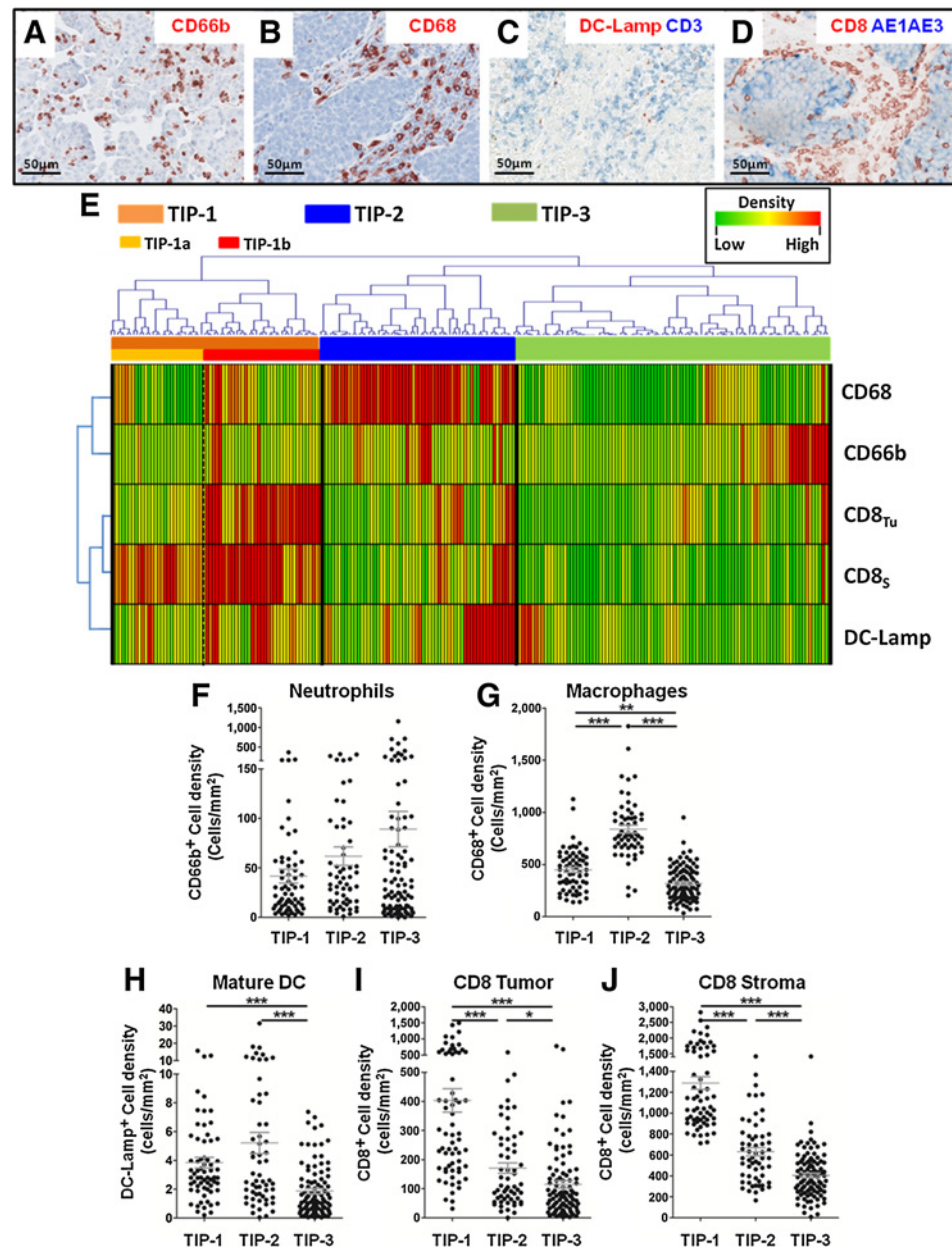 A CD66b
B CD68
C DC-Lamp CD3
D CD8 AE1AE3
50µm 50µm 50µm 50µm
E TIP-1 TIP-2 TIP-3
TIP-1a TIP-1b
Density
Low High
CD68
CD66b
CD8Tu
CD8S
DC-Lamp
F Neutrophils
CD66b+ Cell density
(Cells/mm²)
1,500
1,000
500
150
100
50
0
TIP-1 TIP-2 TIP-3
G Macrophages
** 
*** ***
CD68+ Cell density
(Cells/mm²)
2,000
1,500
1,000
500
0
TIP-1 TIP-2 TIP-3
H Mature DC
***
***
DC-Lamp+ Cell density
(cells/mm²)
40
30
20
10
8
6
4
2
0
TIP-1 TIP-2 TIP-3
I CD8 Tumor
***
*** *
CD8+ Cell density
(cells/mm²)
2,000
1,500
1,000
500
600
400
300
200
100
0
TIP-1 TIP-2 TIP-3
J CD8 Stroma
***
*** ***
CD8+ Cell density
(cells/mm²)
3,000
2,500
2,000
1,500
1,400
1,200
1,000
800
600
400
200
0
TIP-1 TIP-2 TIP-3